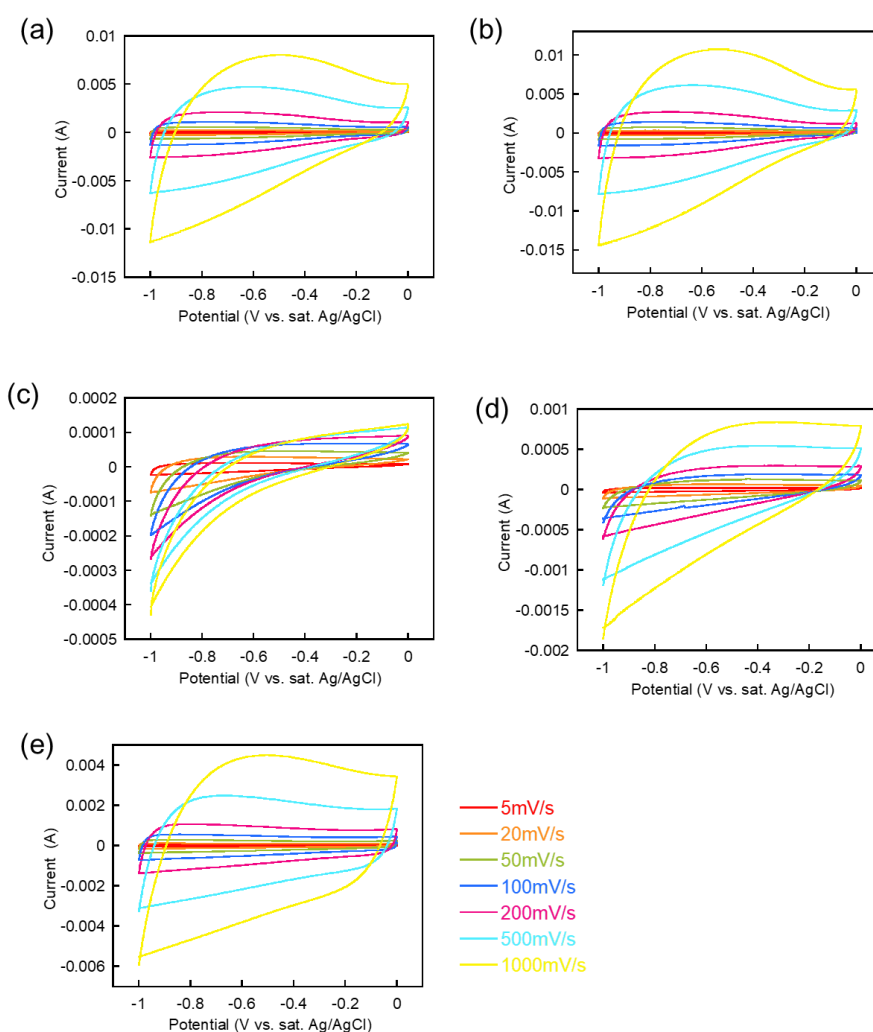 (a)
0.01
0.005
0
-0.005
-0.01
-0.015
Current (A)
-1 -0.8 -0.6 -0.4 -0.2 0
Potential (V vs. sat. Ag/AgCl)
(b)
0.01
0.005
0
-0.005
-0.01
-0.015
Current (A)
-1 -0.8 -0.6 -0.4 -0.2 0
Potential (V vs. sat. Ag/AgCl)
(c)
0.0002
0.0001
0
-0.0001
-0.0002
-0.0003
-0.0004
-0.0005
Current (A)
-1 -0.8 -0.6 -0.4 -0.2 0
Potential (V vs. sat. Ag/AgCl)
(d)
0.001
0.0005
0
-0.0005
-0.001
-0.0015
-0.002
Current (A)
-1 -0.8 -0.6 -0.4 -0.2 0
Potential (V vs. sat. Ag/AgCl)
(e)
0.004
0.002
0
-0.002
-0.004
-0.006
Current (A)
-1 -0.8 -0.6 -0.4 -0.2 0
Potential (V vs. sat. Ag/AgCl)
5mV/s
20mV/s
50mV/s
100mV/s
200mV/s
500mV/s
1000mV/s